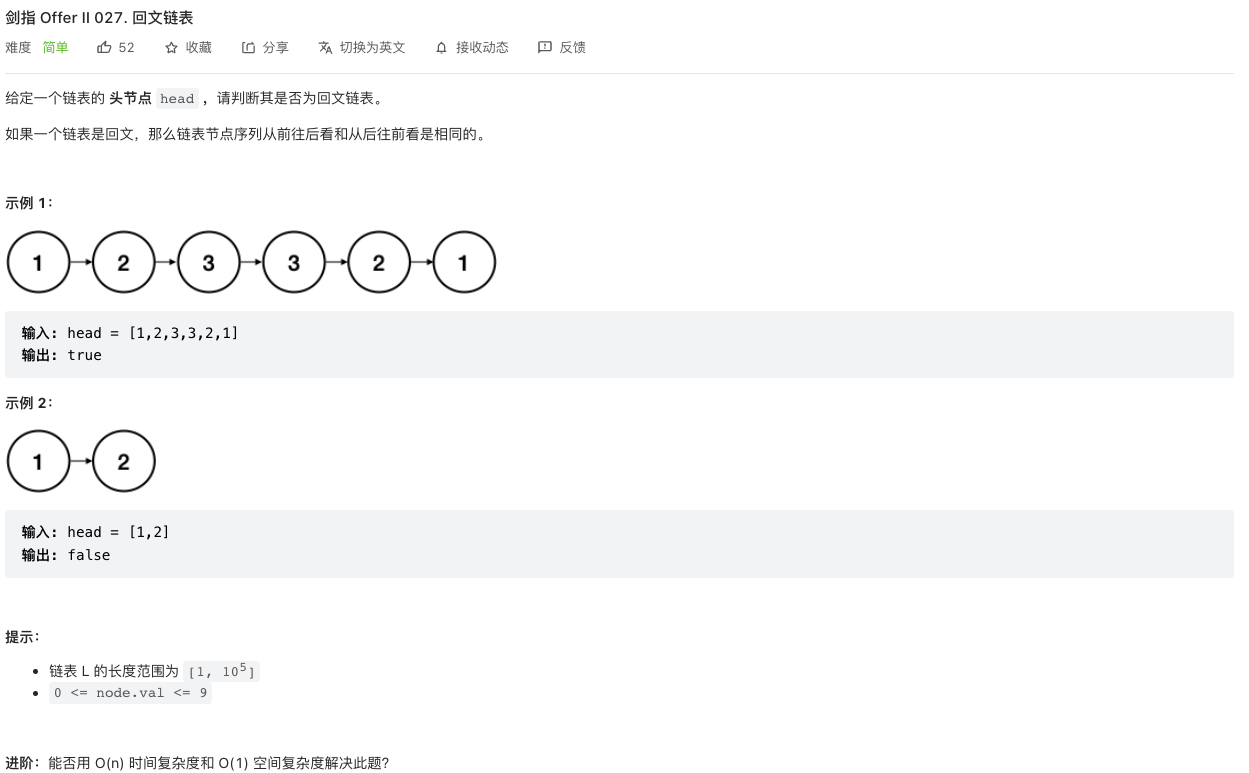 剑指 Offer II 027. 回文链表
难度 简单 52 收藏 分享 切换为英文 接收动态 反馈
给定一个链表的 头节点 head ，请判断其是否为回文链表。
如果一个链表是回文，那么链表节点序列从前往后看和从后往前看是相同的。
示例 1：
1 2 3 3 2 1
输入: head = [1,2,3,3,2,1]
输出: true
示例 2：
1 2
输入: head = [1,2]
输出: false
提示：
• 链表 L 的长度范围为 [1, 10⁵]
• 0 <= node.val <= 9
进阶：能否用 O(n) 时间复杂度和 O(1) 空间复杂度解决此题？